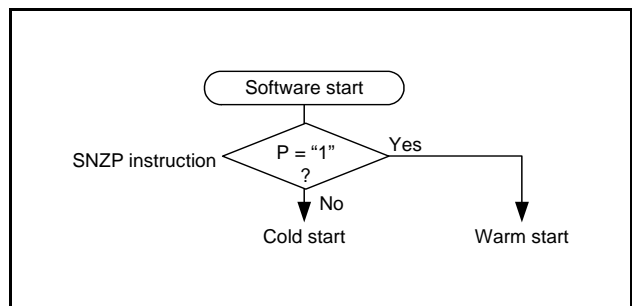 Software start
P = “1”
?
SNZP instruction
Yes
No
Cold start
Warm start